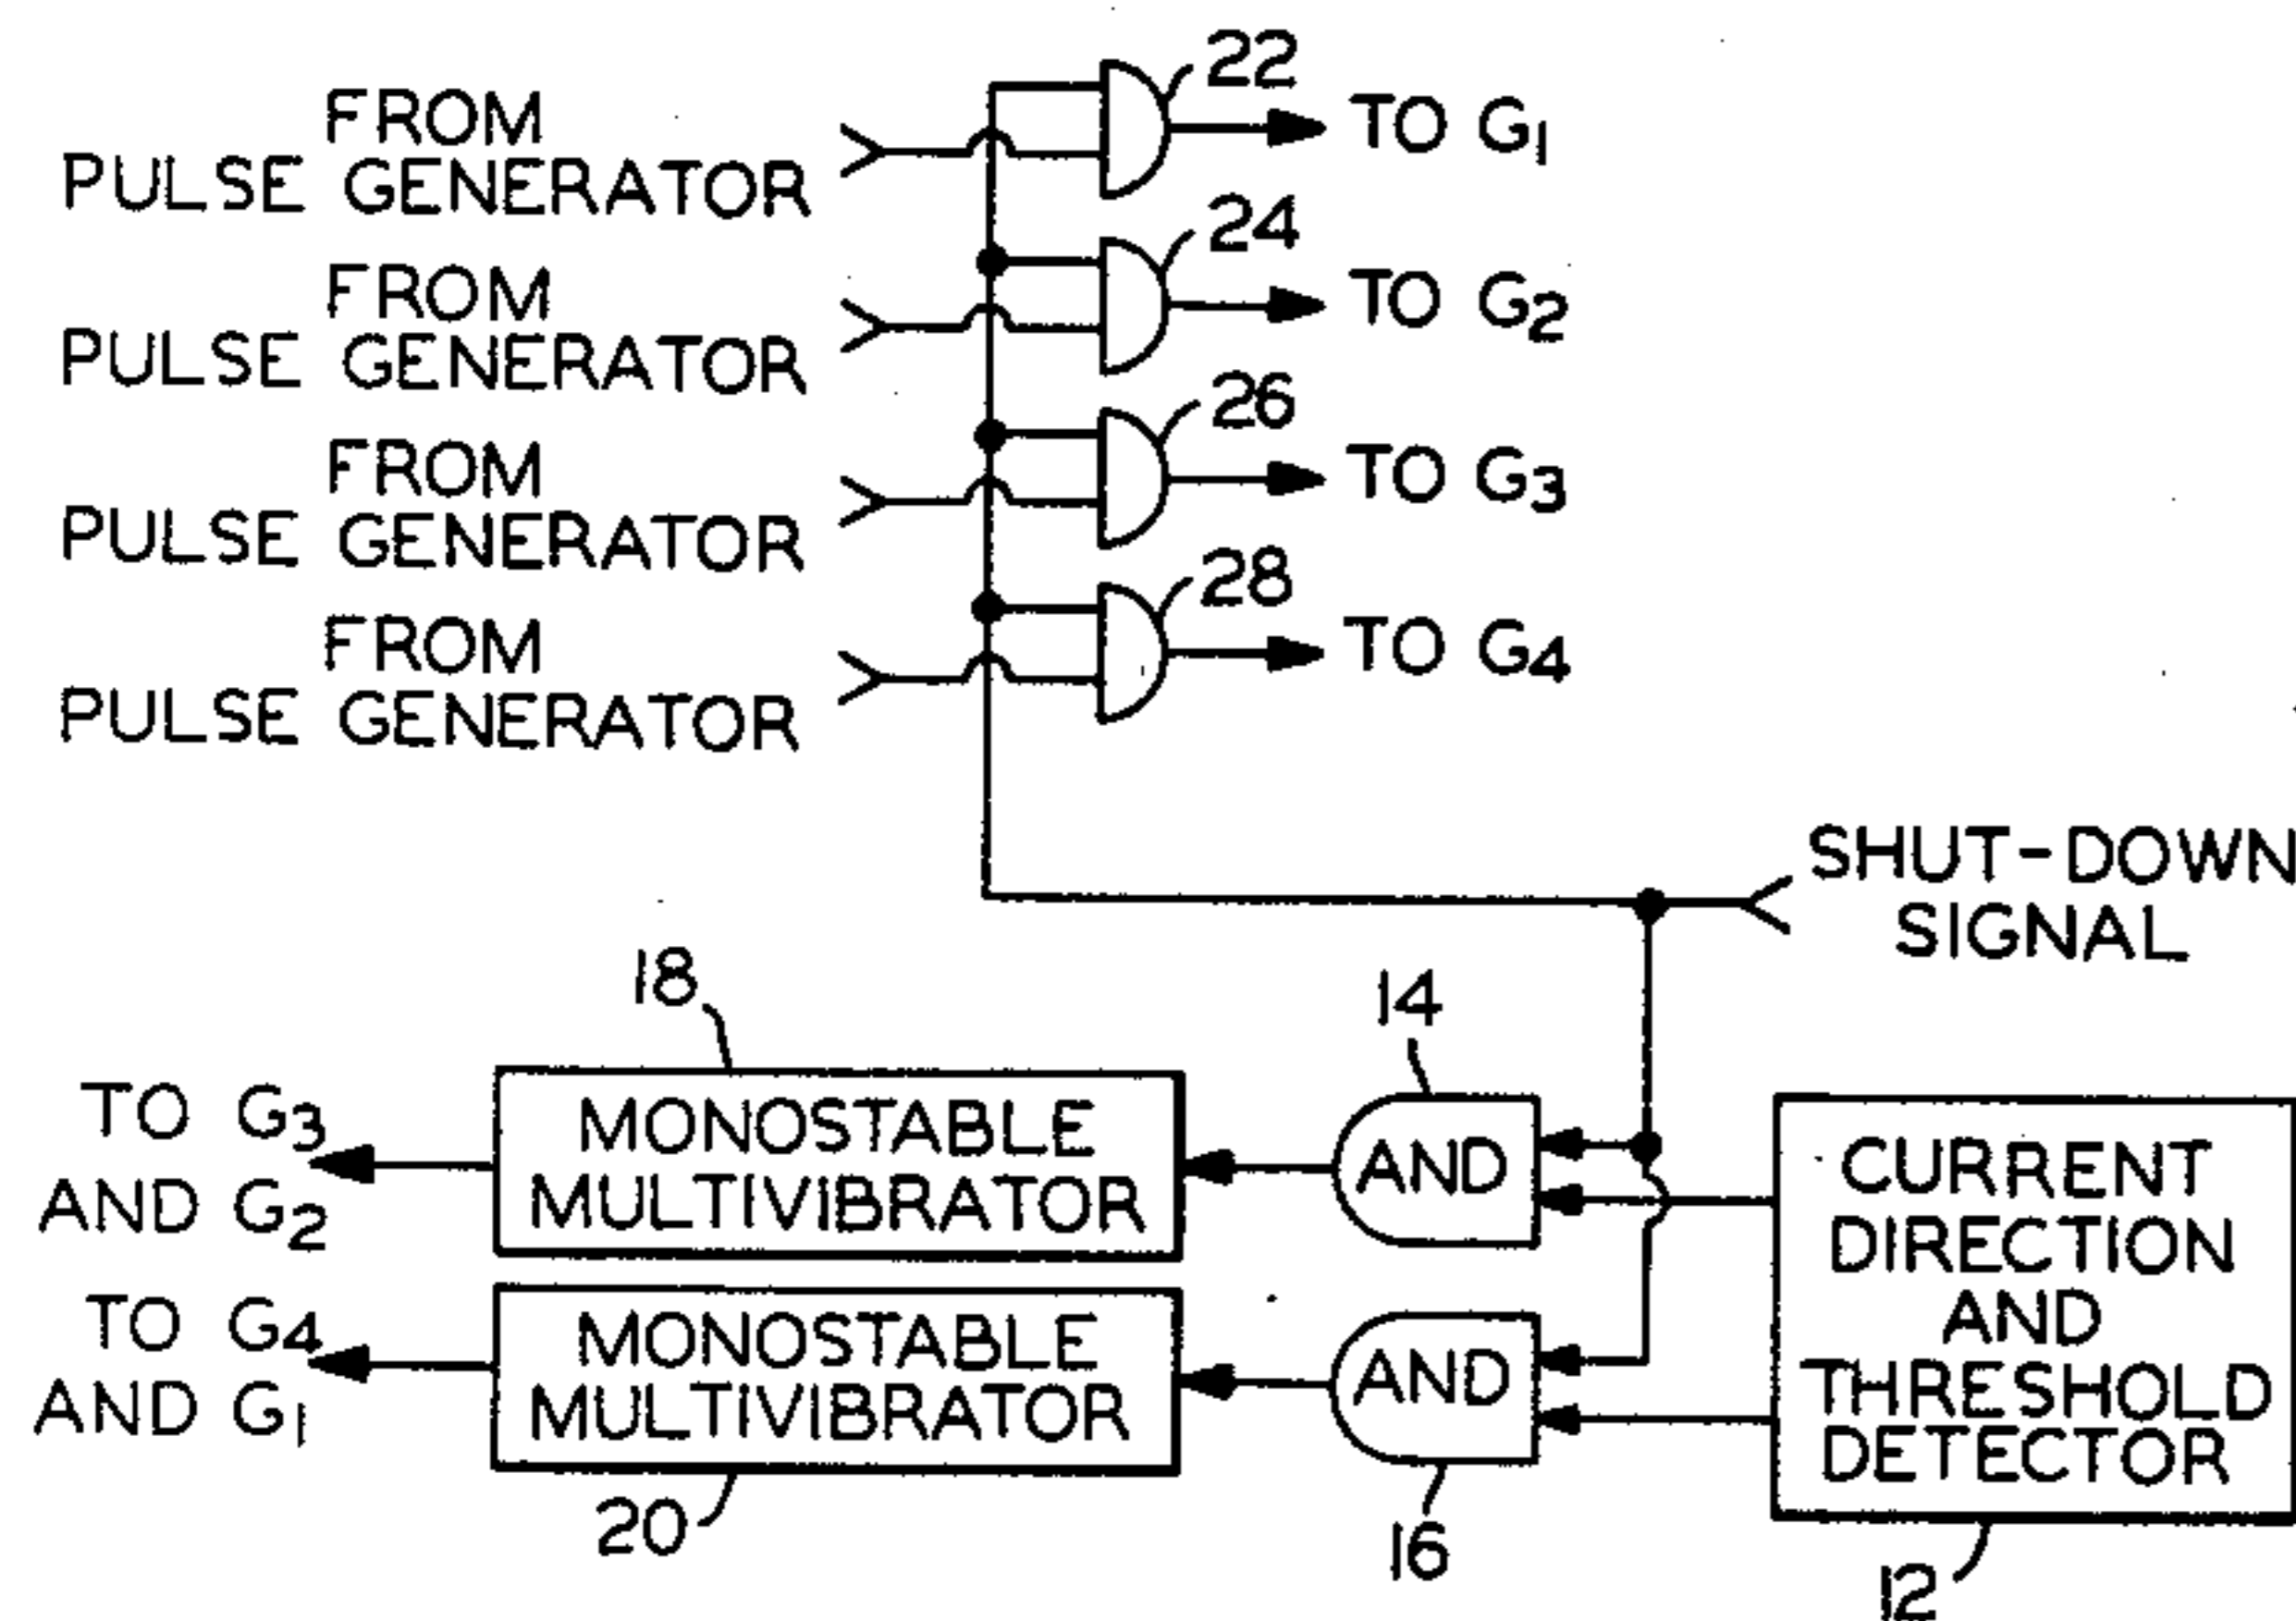 22
FROM
PULSE GENERATOR
TO G1
24
FROM
PULSE GENERATOR
TO G2
26
FROM
PULSE GENERATOR
TO G3
28
FROM
PULSE GENERATOR
TO G4
SHUT-DOWN
SIGNAL
18
14
TO G3
AND G2
MONOSTABLE
MULTIVIBRATOR
AND
CURRENT
DIRECTION
AND
THRESHOLD
DETECTOR
TO G4
AND G1
MONOSTABLE
MULTIVIBRATOR
AND
20
16
12